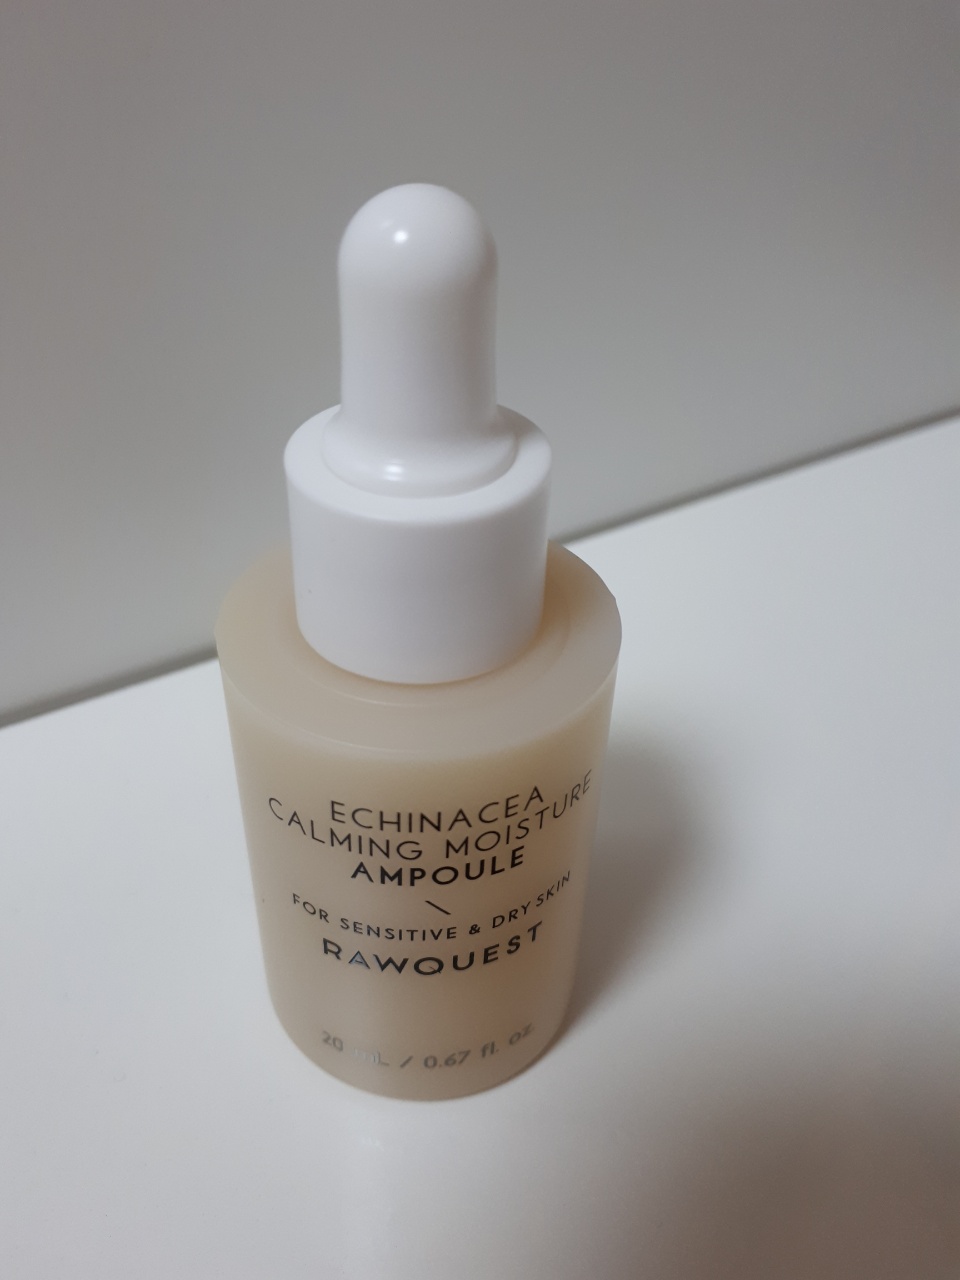 ECHINACEA
CALMING MOISTURE
AMPOULE
FOR SENSITIVE & DRY SKIN
RAWQUEST
20 mL / 0.67 fl. oz.